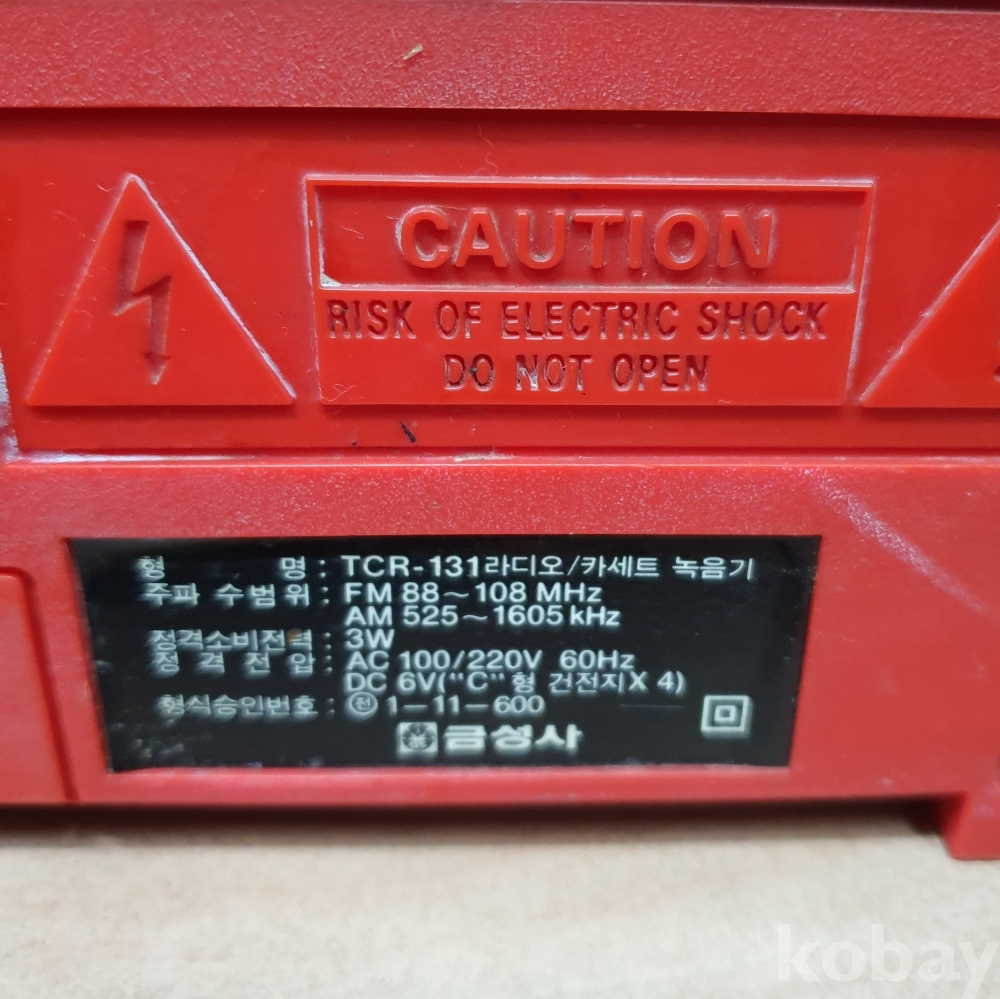 CAUTION
RISK OF ELECTRIC SHOCK
DO NOT OPEN
형 명 : TCR-131라디오/카세트 녹음기
주파 수범위 : FM 88~108 MHz
AM 525~1605 kHz
정격소비전력 : 3W
정 격 전 압 : AC 100/220V 60Hz
DC 6V("C"형 건전지X 4)
형식승인번호 : ㉠1-11-600
금성사
kobay